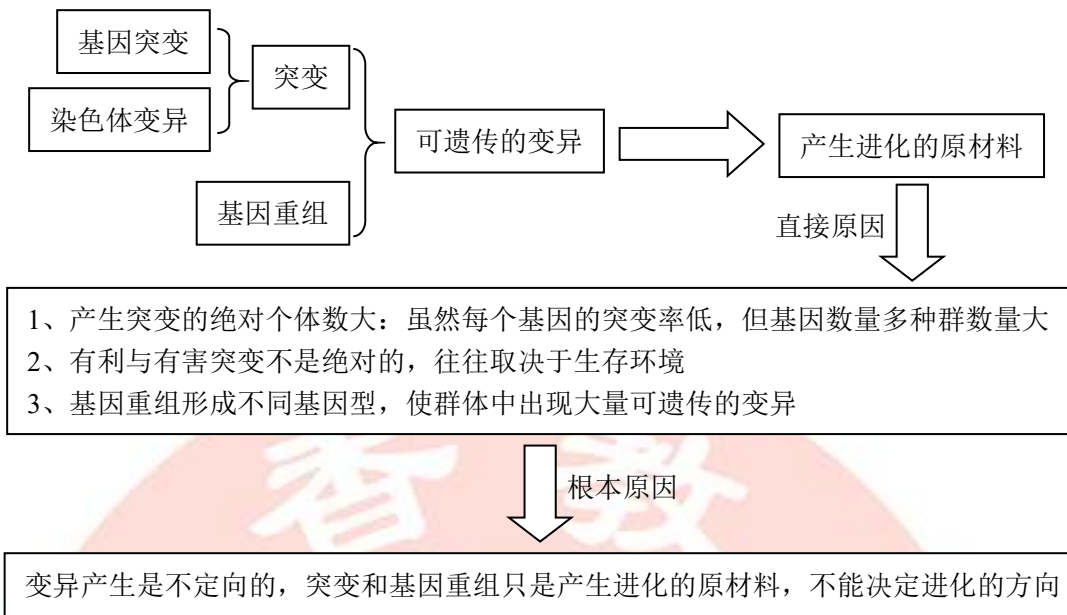 基因突变
突变
染色体变异
可遗传的变异
产生进化的原材料
基因重组
直接原因
1、产生突变的绝对个体数大：虽然每个基因的突变率低，但基因数量多种群数量大
2、有利与有害突变不是绝对的，往往取决于生存环境
3、基因重组形成不同基因型，使群体中出现大量可遗传的变异
香 教
根本原因
变异产生是不定向的，突变和基因重组只是产生进化的原材料，不能决定进化的方向